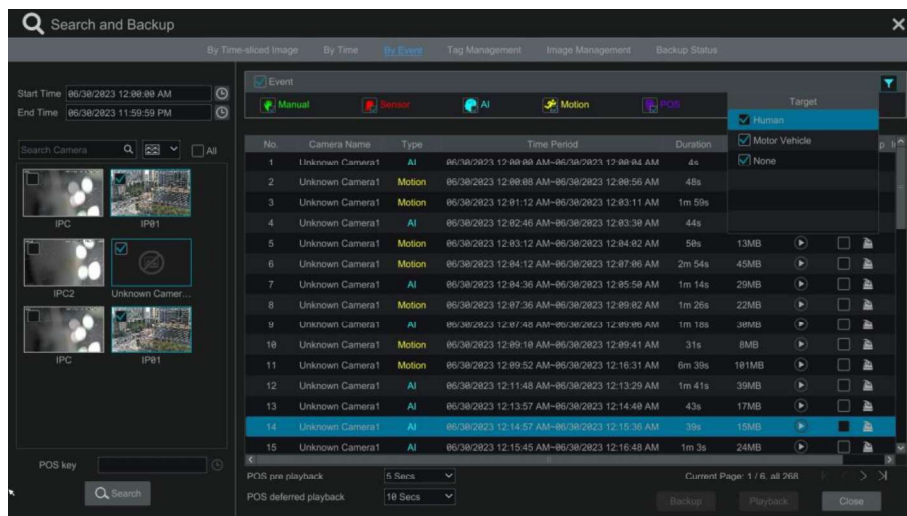 Search and Backup
By Time-sliced Image By Time By Event Tag Management Image Management Backup Status
Start Time 06/30/2023 12:00:00 AM
End Time 06/30/2023 11:59:59 PM
Search Camera All
IPC IP01
IPC2 Unknown Camer...
IPC IP01
POS key
Search
Event
Manual Sensor AI Motion POS
Target
Human
Motor Vehicle
None
No. Camera Name Type Time Period Duration
1 Unknown Camera1 AI 06/30/2023 12:00:00 AM~06/30/2023 12:00:04 AM 4s
2 Unknown Camera1 Motion 06/30/2023 12:00:08 AM~06/30/2023 12:00:56 AM 48s
3 Unknown Camera1 Motion 06/30/2023 12:01:12 AM~06/30/2023 12:03:11 AM 1m 59s
4 Unknown Camera1 AI 06/30/2023 12:02:46 AM~06/30/2023 12:03:30 AM 44s
5 Unknown Camera1 Motion 06/30/2023 12:03:12 AM~06/30/2023 12:04:02 AM 50s 13MB
6 Unknown Camera1 Motion 06/30/2023 12:04:12 AM~06/30/2023 12:07:06 AM 2m 54s 45MB
7 Unknown Camera1 AI 06/30/2023 12:04:36 AM~06/30/2023 12:05:50 AM 1m 14s 29MB
8 Unknown Camera1 Motion 06/30/2023 12:07:36 AM~06/30/2023 12:09:02 AM 1m 26s 22MB
9 Unknown Camera1 AI 06/30/2023 12:07:48 AM~06/30/2023 12:09:06 AM 1m 18s 30MB
10 Unknown Camera1 Motion 06/30/2023 12:09:10 AM~06/30/2023 12:09:41 AM 31s 8MB
11 Unknown Camera1 Motion 06/30/2023 12:09:52 AM~06/30/2023 12:16:31 AM 6m 39s 101MB
12 Unknown Camera1 AI 06/30/2023 12:11:48 AM~06/30/2023 12:13:29 AM 1m 41s 39MB
13 Unknown Camera1 AI 06/30/2023 12:13:57 AM~06/30/2023 12:14:40 AM 43s 17MB
14 Unknown Camera1 AI 06/30/2023 12:14:57 AM~06/30/2023 12:15:36 AM 39s 15MB
15 Unknown Camera1 AI 06/30/2023 12:15:45 AM~06/30/2023 12:16:48 AM 1m 3s 24MB
POS pre playback 5 Secs Current Page: 1 / 6, all 268
POS deferred playback 10 Secs Backup Playback Close